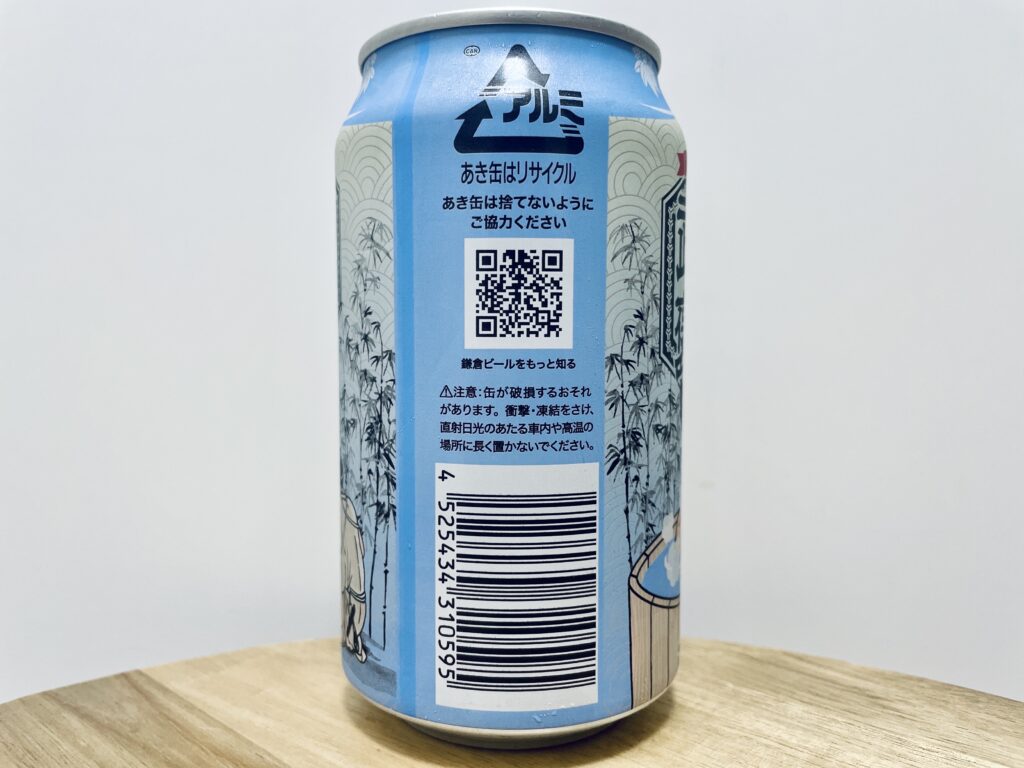 アルミ
あき缶はリサイクル
あき缶は捨てないように
ご協力ください
鎌倉ビールをもっと知る
⚠注意:缶が破損するおそれ
があります。衝撃・凍結をさけ、
直射日光のあたる車内や高温の
場所に長く置かないでください。
4 525434 310595